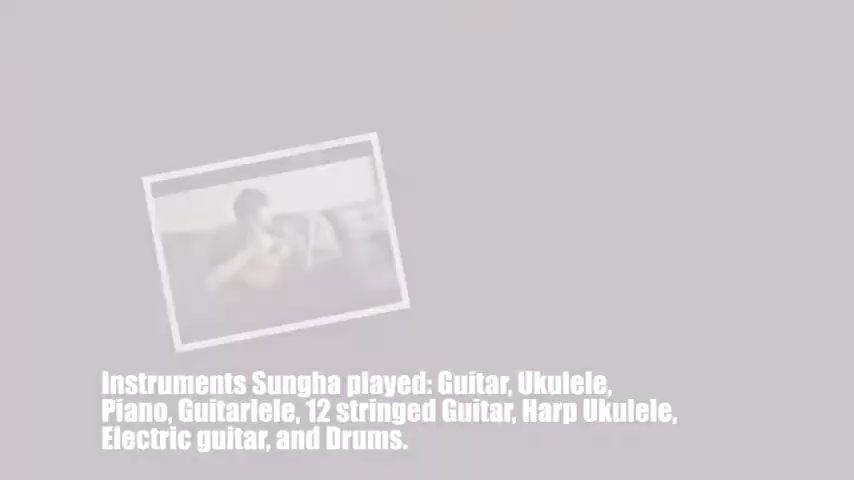 Instruments Sungha played: Guitar, Ukulele,
Piano, Guitarlele, 12 stringed Guitar, Harp Ukulele,
Electric guitar, and Drums.